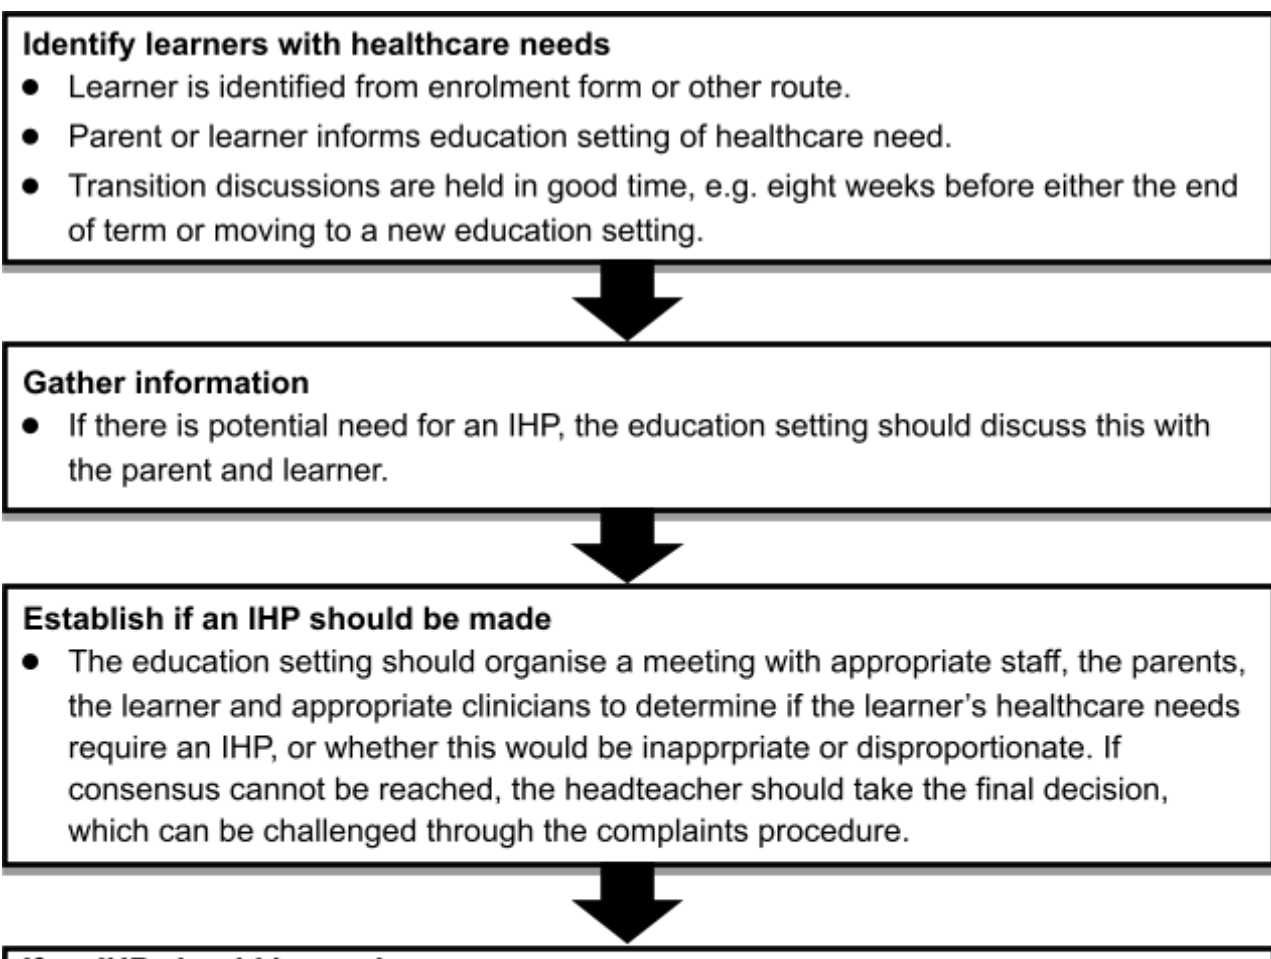 Identify learners with healthcare needs
● Learner is identified from enrolment form or other route.
● Parent or learner informs education setting of healthcare need.
● Transition discussions are held in good time, e.g. eight weeks before either the end
of term or moving to a new education setting.
Gather information
● If there is potential need for an IHP, the education setting should discuss this with
the parent and learner.
Establish if an IHP should be made
● The education setting should organise a meeting with appropriate staff, the parents,
the learner and appropriate clinicians to determine if the learner’s healthcare needs
require an IHP, or whether this would be inapprpriate or disproportionate. If
consensus cannot be reached, the headteacher should take the final decision,
which can be challenged through the complaints procedure.